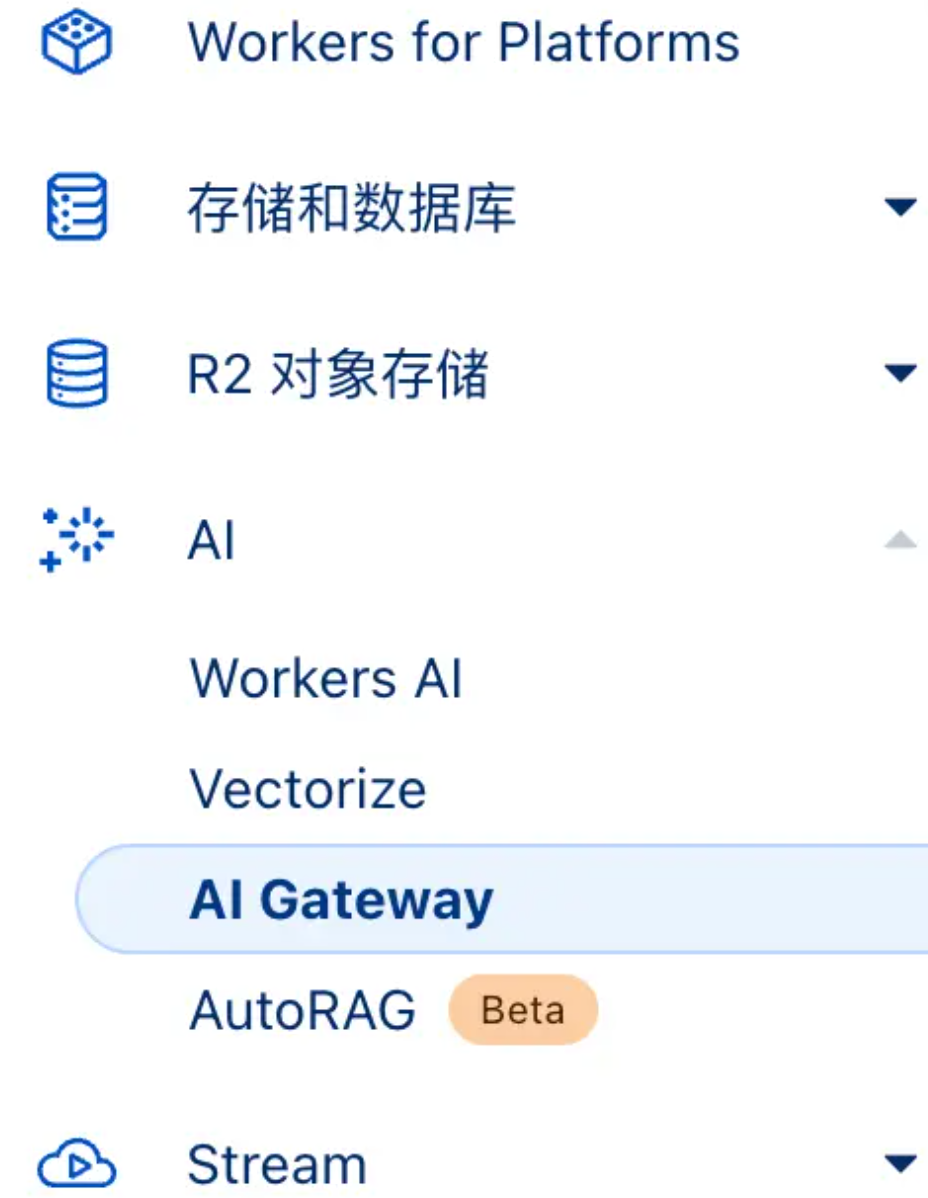 Workers for Platforms
存储和数据库
R2 对象存储
AI
Workers AI
Vectorize
AI Gateway
AutoRAG Beta
Stream